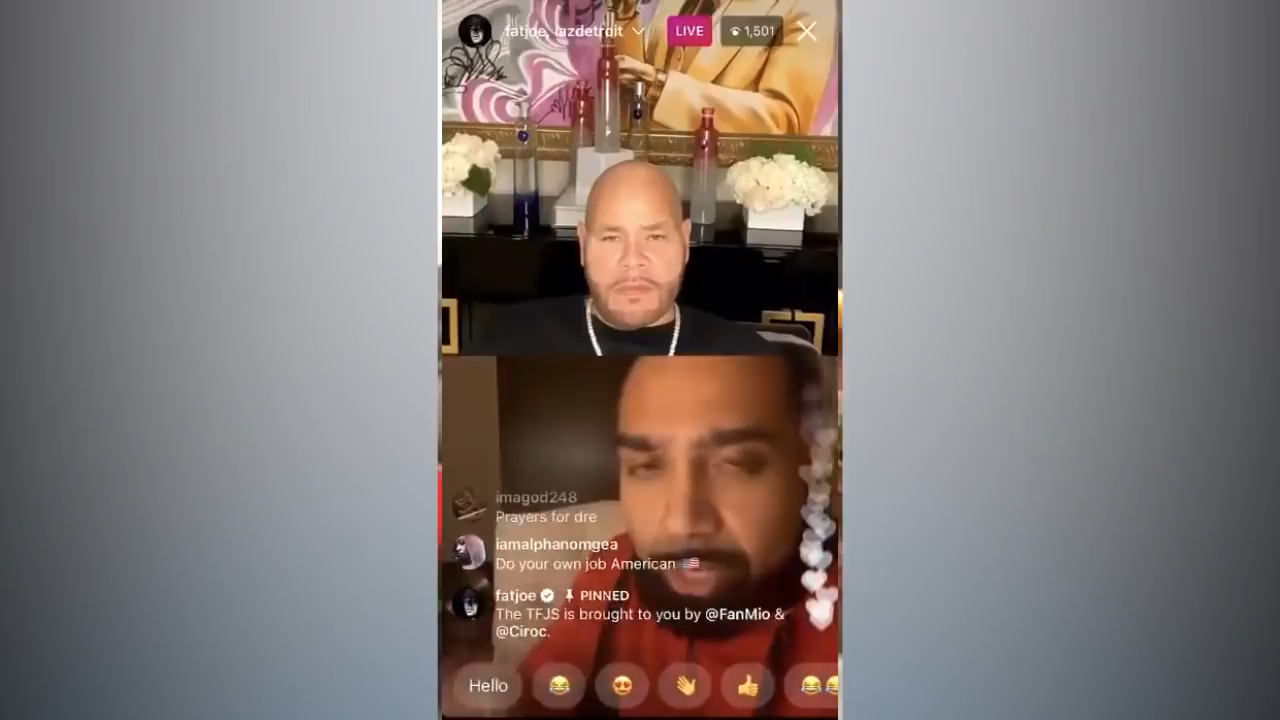 fatjoe, lazdetroit
LIVE
1,501
imagod248
Prayers for dre
iamalphanomgea
Do your own job American 🇺🇸
fatjoe PINNED
The TFJS is brought to you by @FanMio &
@Ciroc.
Hello 😂 😍 👋 👍 😂😂